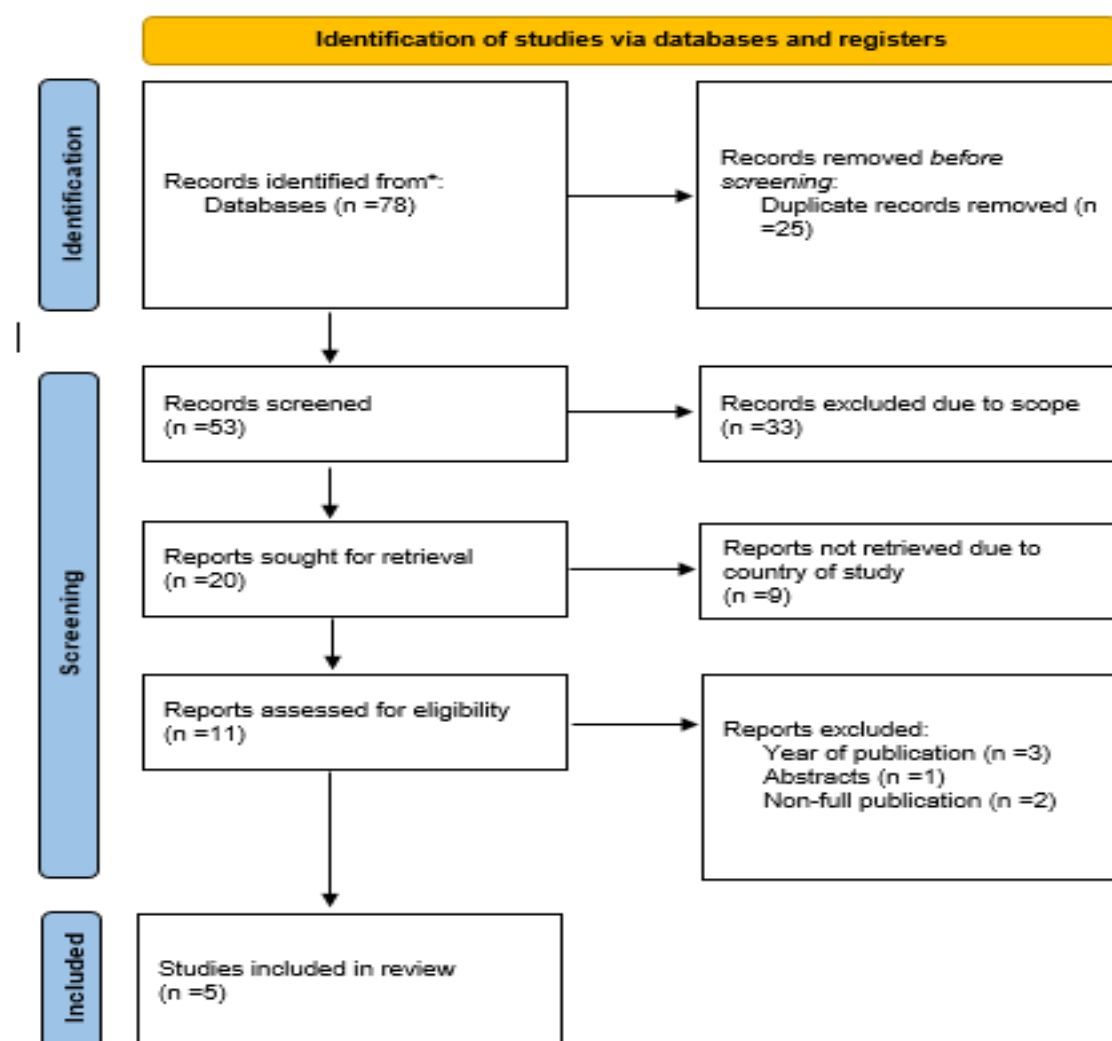 Identification of studies via databases and registers
Identification
Records identified from*:
Databases (n =78)
Records removed before
screening:
Duplicate records removed (n
=25)
Screening
Records screened
(n =53)
Records excluded due to scope
(n =33)
Reports sought for retrieval
(n =20)
Reports not retrieved due to
country of study
(n =9)
Reports assessed for eligibility
(n =11)
Reports excluded:
Year of publication (n =3)
Abstracts (n =1)
Non-full publication (n =2)
Included
Studies included in review
(n =5)